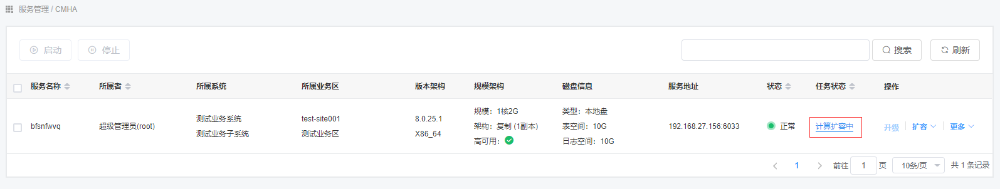 服务管理 / CMHA
启动 停止 搜索 刷新
服务名称 所属者 所属系统 所属业务区 版本架构 规模架构 磁盘信息 服务地址 状态 任务状态 操作
bfsnfwvq 超级管理员(root)
测试业务系统
测试业务子系统
test-site001
测试业务区
8.0.25.1
X86_64
规模：1核2G
架构：复制 (1副本)
高可用：
类型：本地盘
表空间：10G
日志空间：10G
192.168.27.156:6033 正常 计算扩容中 升级 扩容 更多
1 前往 1 页 10条/页 共 1 条记录